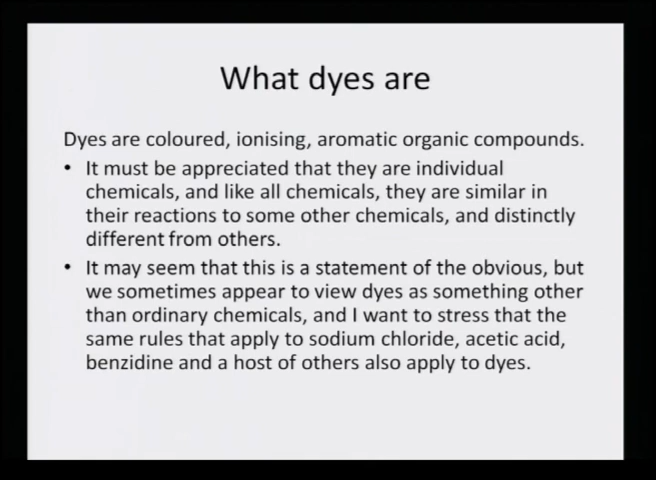 What dyes are
Dyes are coloured, ionising, aromatic organic compounds.
• It must be appreciated that they are individual
chemicals, and like all chemicals, they are similar in
their reactions to some other chemicals, and distinctly
different from others.
• It may seem that this is a statement of the obvious, but
we sometimes appear to view dyes as something other
than ordinary chemicals, and I want to stress that the
same rules that apply to sodium chloride, acetic acid,
benzidine and a host of others also apply to dyes.